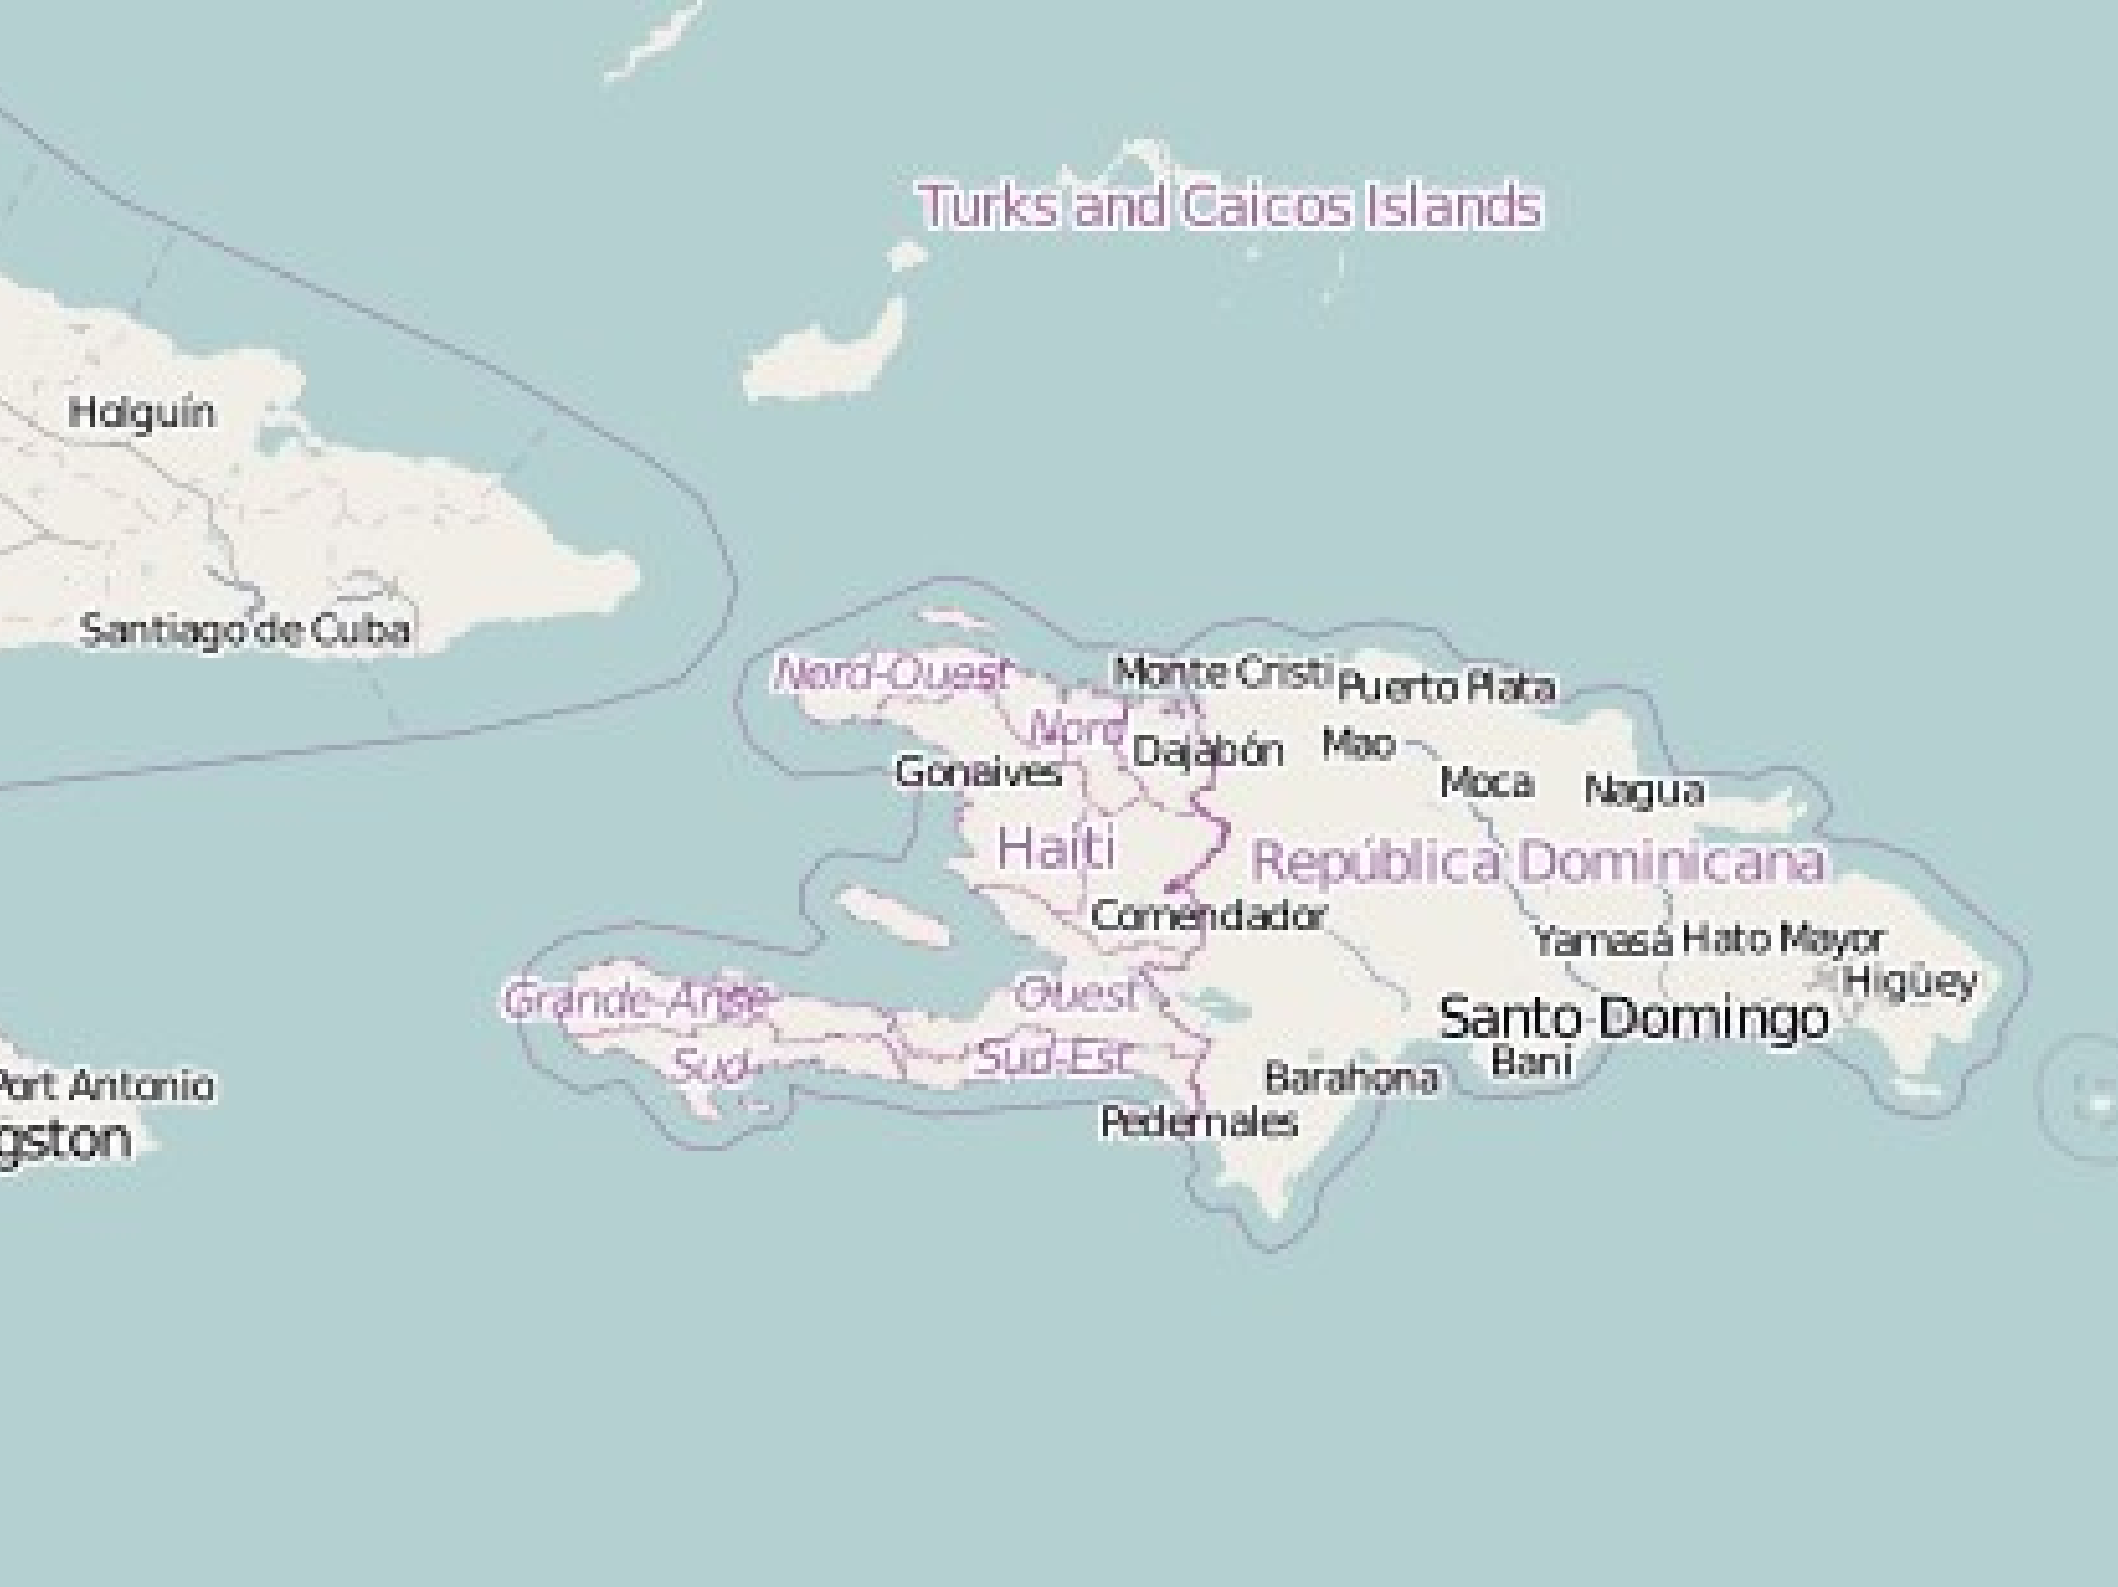 Turks and Caicos Islands
Holguín
Santiago de Cuba
Nord-Ouest
Monte Cristi
Puerto Plata
Nord
Dajabón
Mao
Gonaïves
Moca
Nagua
Haïti
República Dominicana
Comendador
Yamasá
Hato Mayor
Higüey
Grande-Anse
Ouest
Santo Domingo
Sud
Sud-Est
Baní
Barahona
Port Antonio
Pedernales
gston